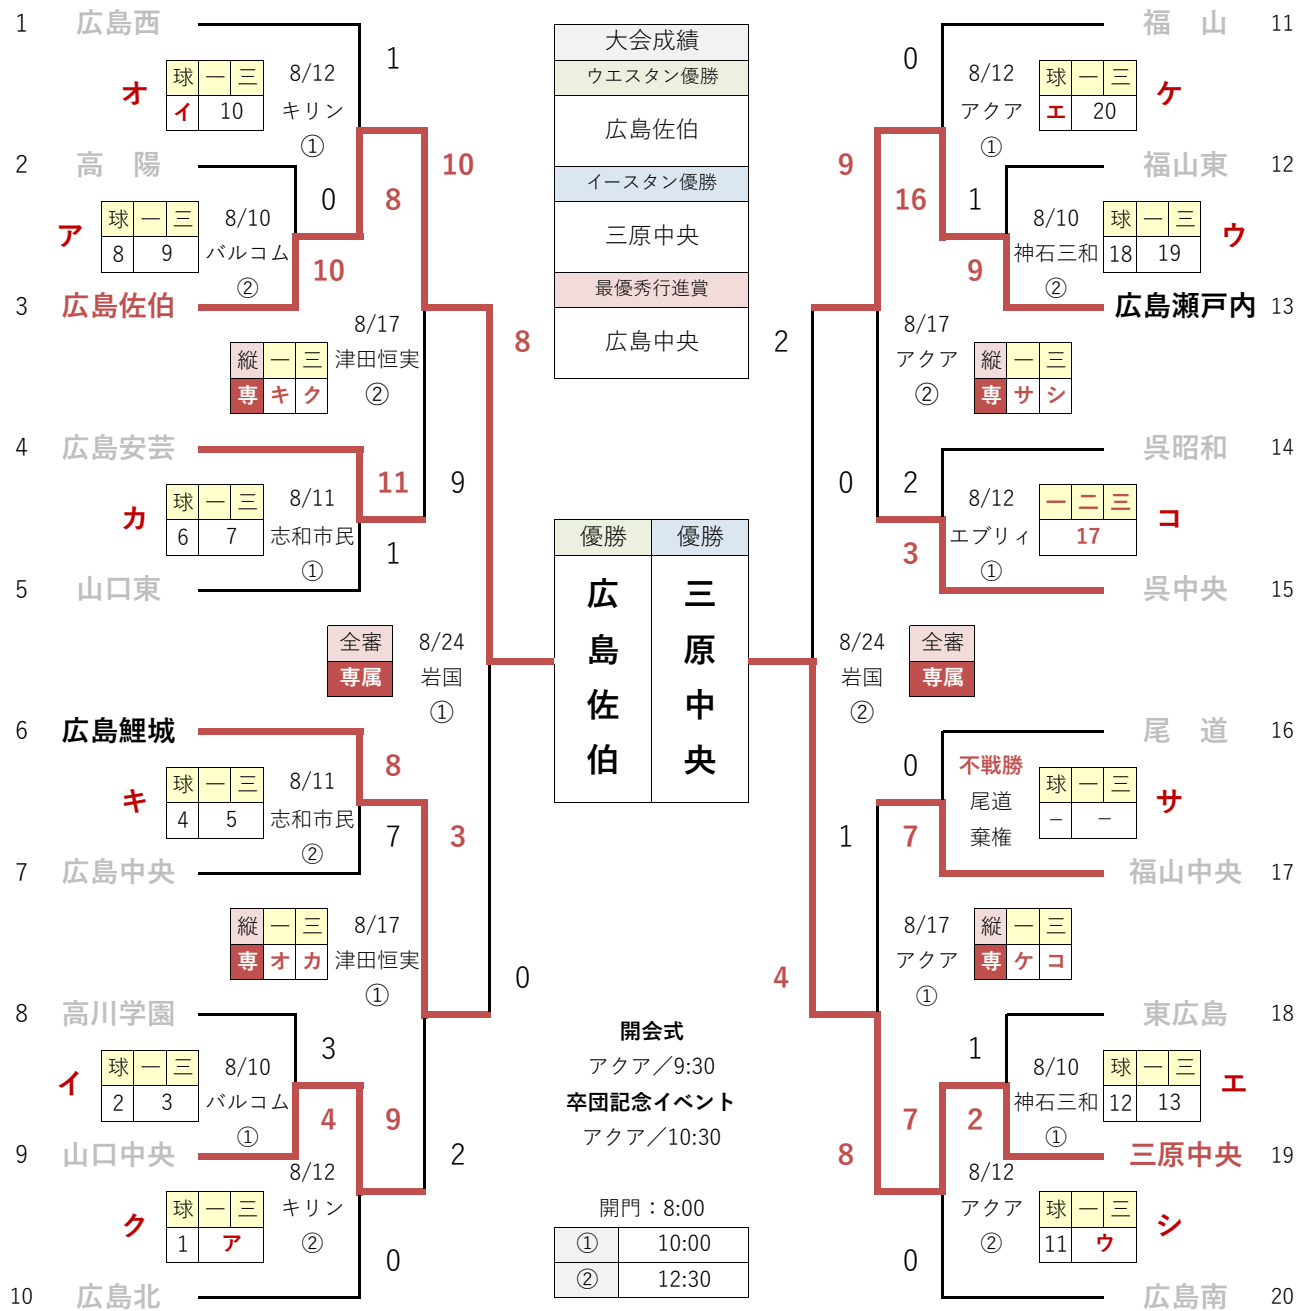 1 広島西
1
オ
球 一 三
イ 10
8/12
キリン
①
2 高　陽
0
8
10
ア
球 一 三
8 9
8/10
バルコム
②
10
3 広島佐伯
8/17
津田恒実
②
縦 一 三
専 キ ク
8
4 広島安芸
11
9
カ
球 一 三
6 7
8/11
志和市民
①
1
5 山口東
全審
専属
8/24
岩国
①
6 広島鯉城
8
キ
球 一 三
4 5
8/11
志和市民
②
7
3
7 広島中央
縦 一 三
専 オ カ
8/17
津田恒実
①
0
8 高川学園
3
イ
球 一 三
2 3
8/10
バルコム
①
4
9
9 山口中央
2
8/12
キリン
②
ク
球 一 三
1 ア
0
10 広島北
大会成績
ウエスタン優勝
広島佐伯
イースタン優勝
三原中央
最優秀行進賞
広島中央
優勝 優勝
広島佐伯
三原中央
開会式
アクア／9:30
卒団記念イベント
アクア／10:30
開門：8:00
① 10:00
② 12:30
福　山 11
0
8/12
アクア
①
球 一 三
エ 20
ケ
福山東 12
9
16
1
8/10
神石三和
②
球 一 三
18 19
ウ
9
広島瀬戸内 13
2
8/17
アクア
②
縦 一 三
専 サ シ
呉昭和 14
0
2
8/12
エブリィ
①
一 二 三
17
コ
3
呉中央 15
8/24
岩国
②
全審
専属
尾　道 16
0
不戦勝
尾道
棄権
球 一 三
－ －
サ
1
7
福山中央 17
8/17
アクア
①
縦 一 三
専 ケ コ
4
東広島 18
1
8/10
神石三和
①
球 一 三
12 13
エ
7
2
8
三原中央 19
8/12
アクア
②
球 一 三
11 ウ
シ
0
広島南 20